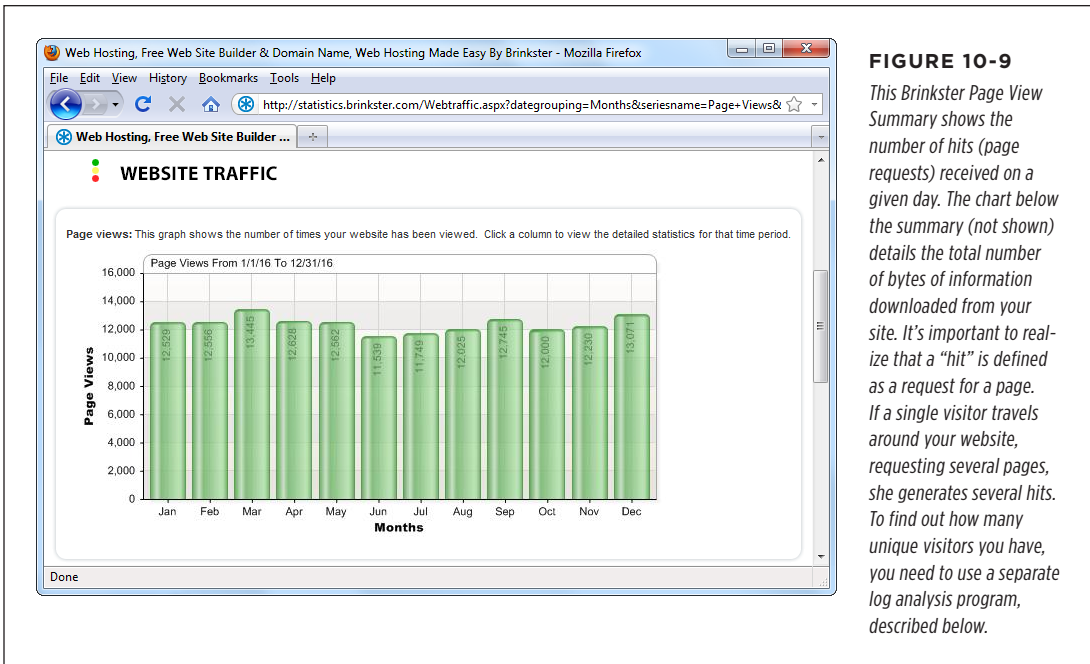 Web Hosting, Free Web Site Builder & Domain Name, Web Hosting Made Easy By Brinkster - Mozilla Firefox
File Edit View History Bookmarks Tools Help
http://statistics.brinkster.com/Webtraffic.aspx?dategrouping=Months&seriesname=Page+Views&
Web Hosting, Free Web Site Builder ...
WEBSITE TRAFFIC
Page views: This graph shows the number of times your website has been viewed. Click a column to view the detailed statistics for that time period.
Page Views From 1/1/16 To 12/31/16
Page Views
16,000
14,000
12,000
10,000
8,000
6,000
4,000
2,000
0
12,529
12,556
13,445
12,628
12,562
11,539
11,749
12,025
12,745
12,000
12,230
13,071
Jan Feb Mar Apr May Jun Jul Aug Sep Oct Nov Dec
Months
Done
FIGURE 10-9
This Brinkster Page View
Summary shows the
number of hits (page
requests) received on a
given day. The chart below
the summary (not shown)
details the total number
of bytes of information
downloaded from your
site. It's important to real-
ize that a “hit” is defined
as a request for a page.
If a single visitor travels
around your website,
requesting several pages,
she generates several hits.
To find out how many
unique visitors you have,
you need to use a separate
log analysis program,
described below.